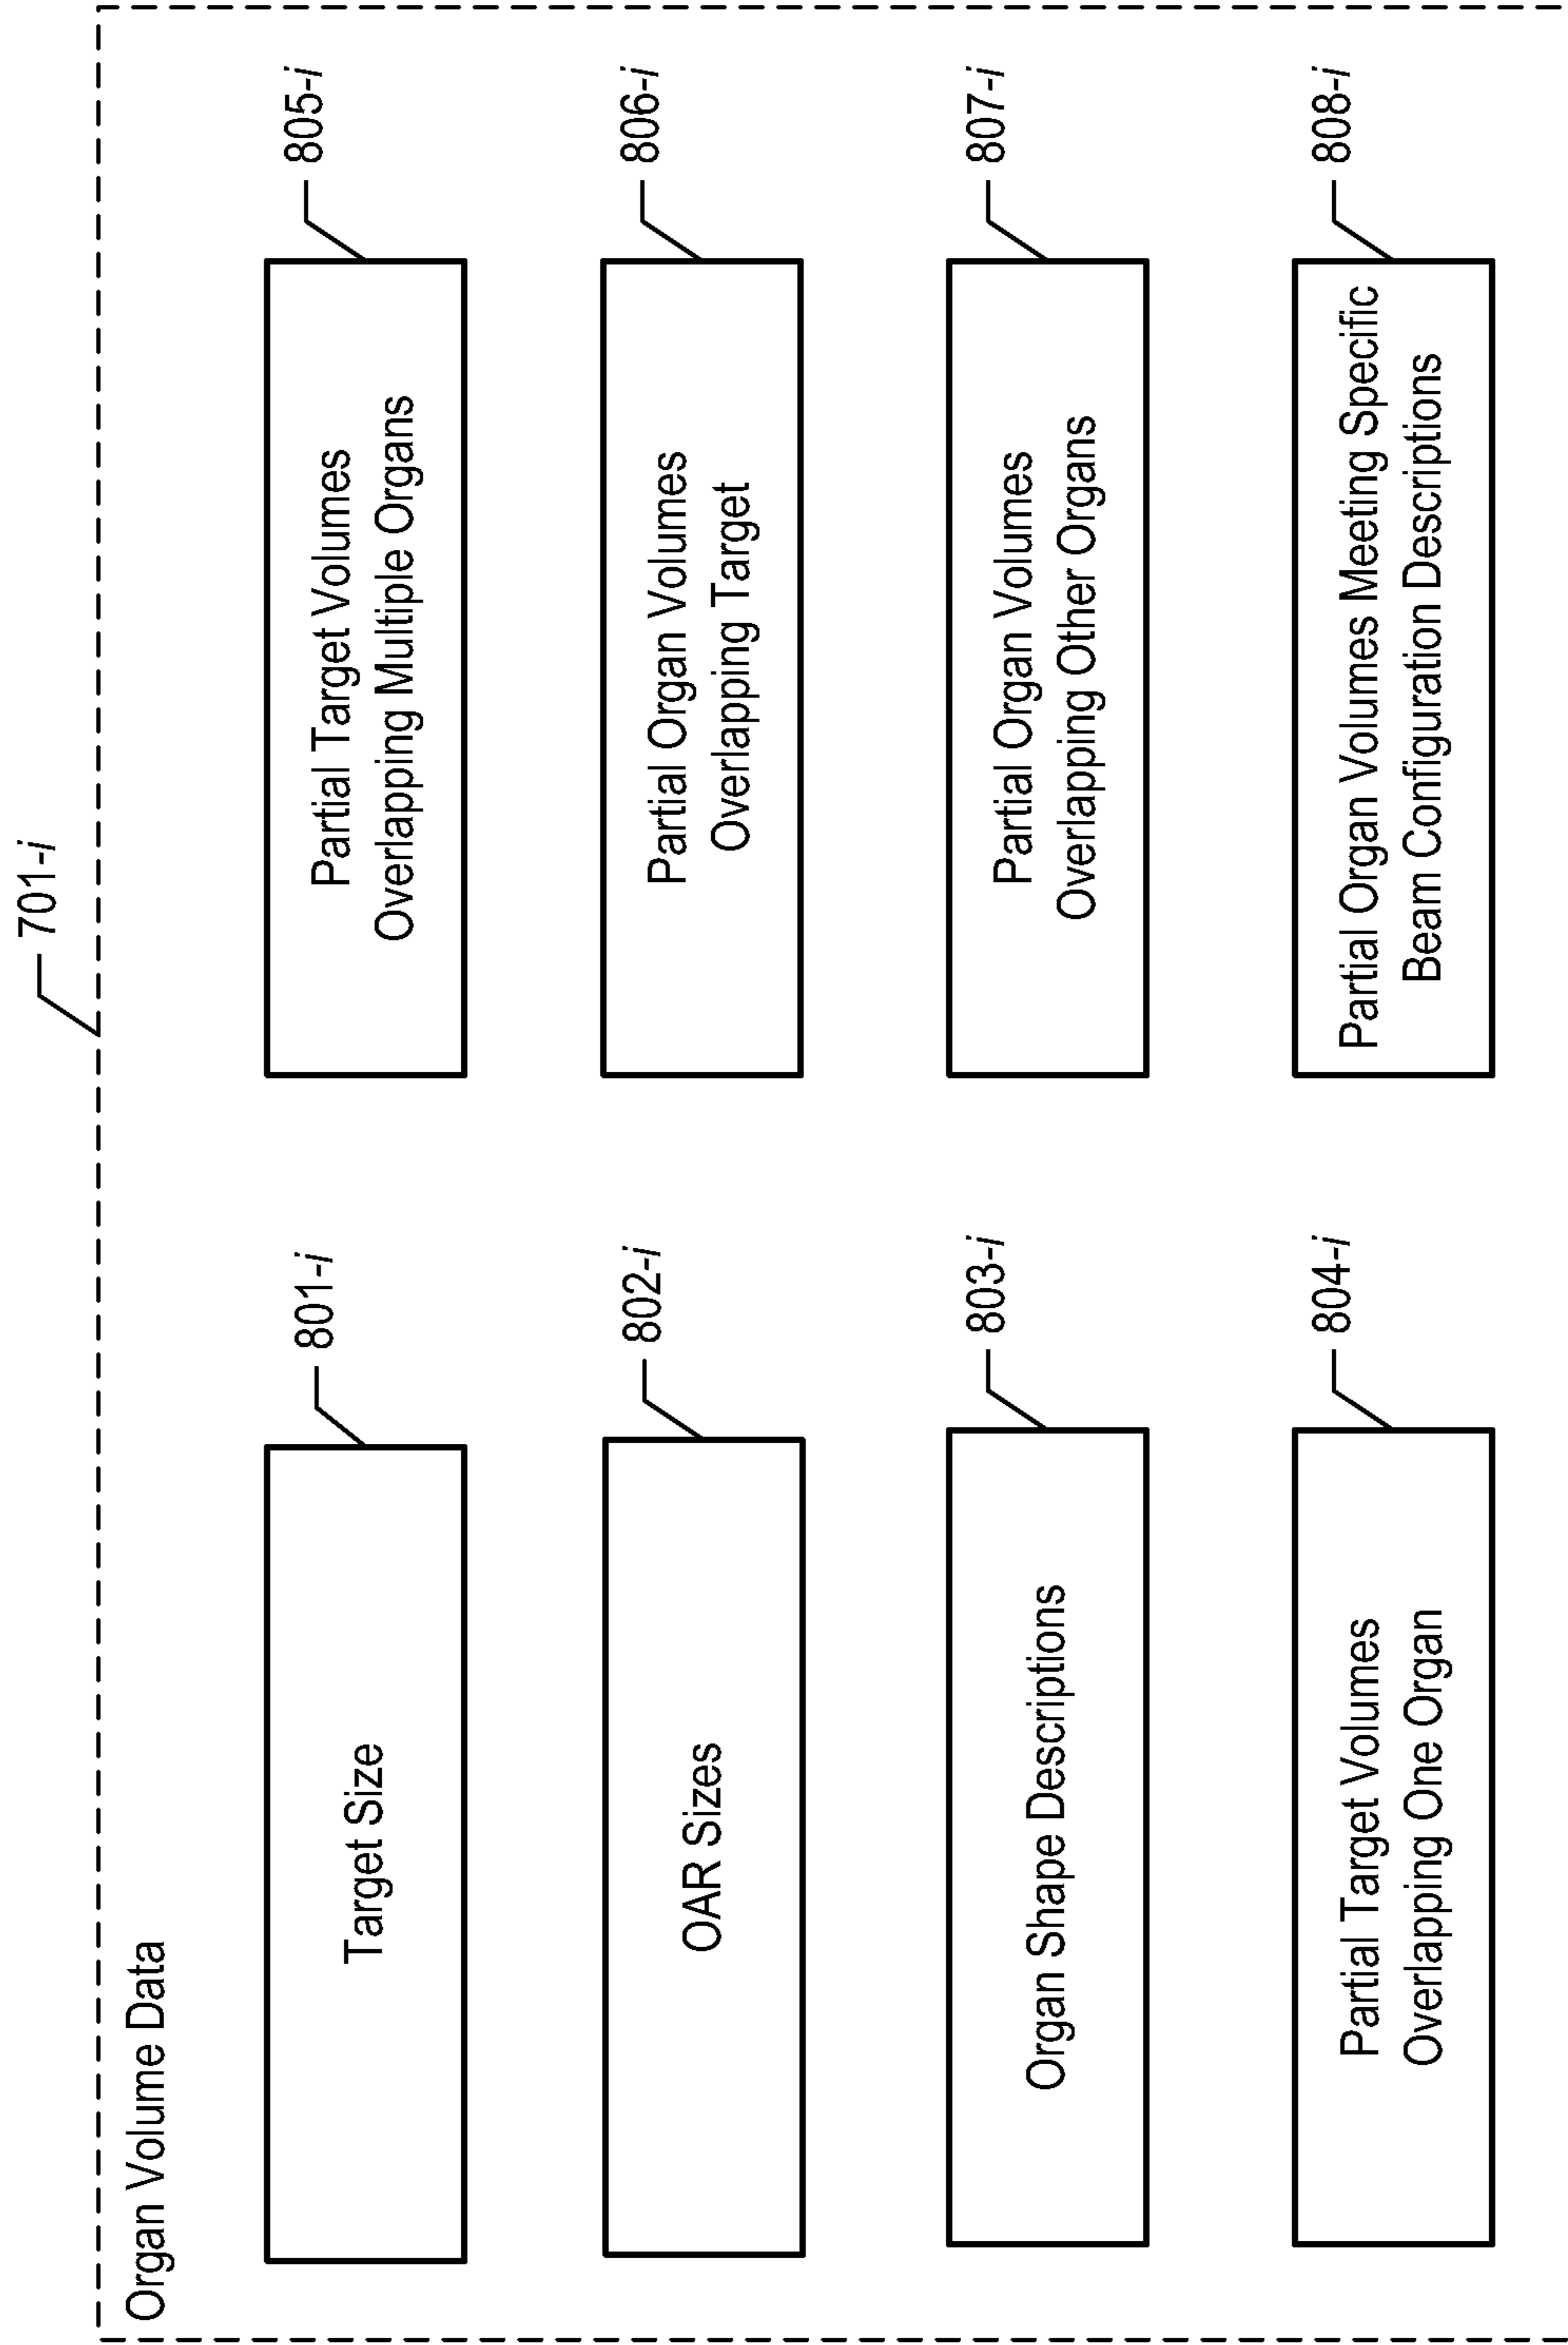 701-i
Organ Volume Data
801-i
Target Size
802-i
OAR Sizes
803-i
Organ Shape Descriptions
804-i
Partial Target Volumes
Overlapping One Organ
805-i
Partial Target Volumes
Overlapping Multiple Organs
806-i
Partial Organ Volumes
Overlapping Target
807-i
Partial Organ Volumes
Overlapping Other Organs
808-i
Partial Organ Volumes Meeting Specific
Beam Configuration Descriptions